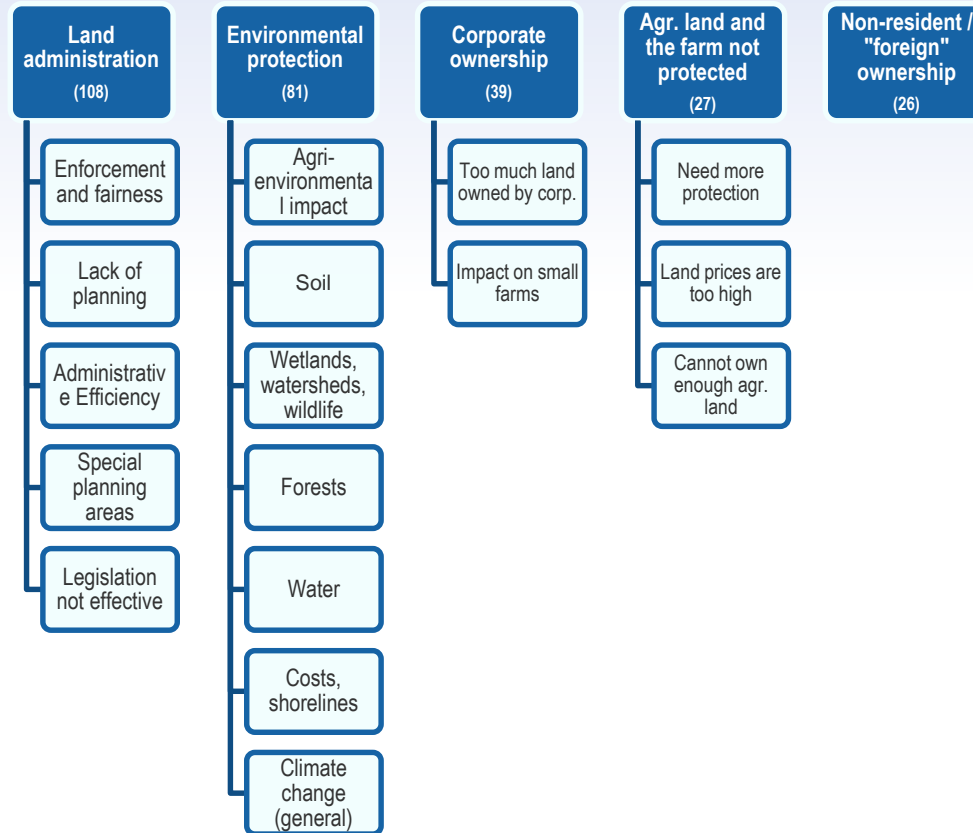 Land
administration
(108)
Enforcement
and fairness
Lack of
planning
Administrativ
e Efficiency
Special
planning
areas
Legislation
not effective
Environmental
protection
(81)
Agri-
environmenta
l impact
Soil
Wetlands,
watersheds,
wildlife
Forests
Water
Costs,
shorelines
Climate
change
(general)
Corporate
ownership
(39)
Too much land
owned by corp.
Impact on small
farms
Agr. land and
the farm not
protected
(27)
Need more
protection
Land prices are
too high
Cannot own
enough agr.
land
Non-resident /
"foreign"
ownership
(26)